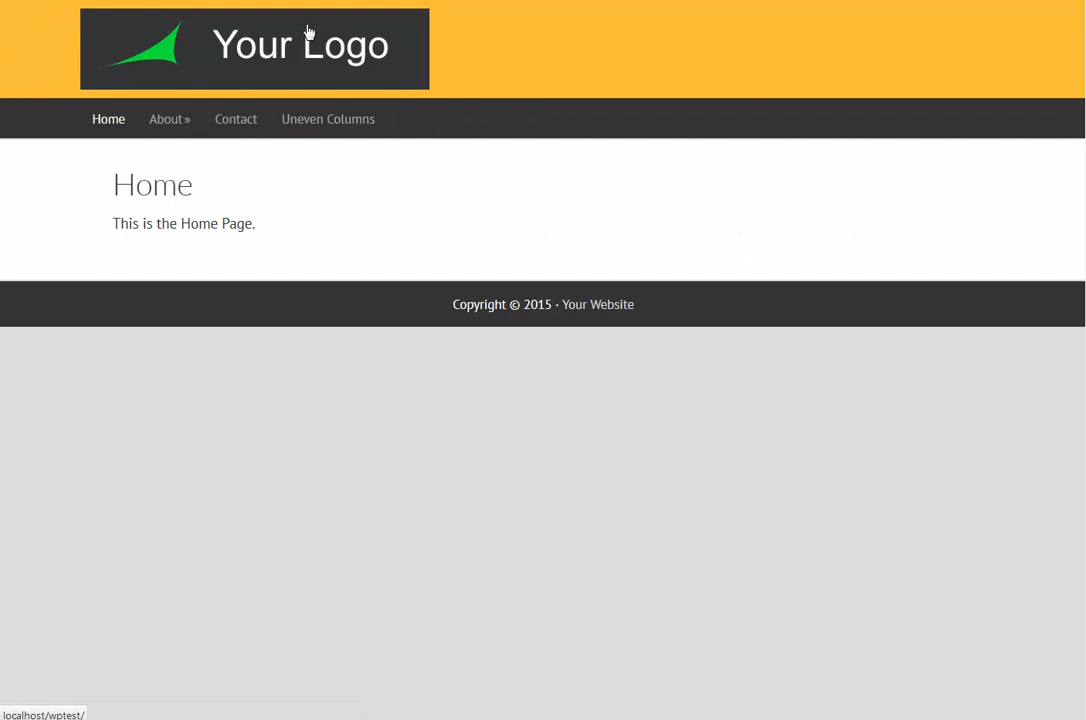 Your Logo
Home About » Contact Uneven Columns
Home
This is the Home Page.
Copyright © 2015 · Your Website
localhost/wptest/